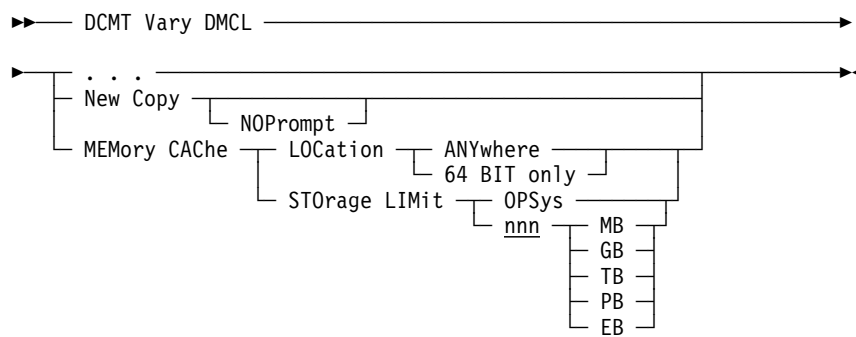 DCMT Vary DMCL
. . .
New Copy
NOPrompt
MEMory CAChe LOCation ANYwhere
64 BIT only
STOrage LIMit OPSys
nnn MB
GB
TB
PB
EB